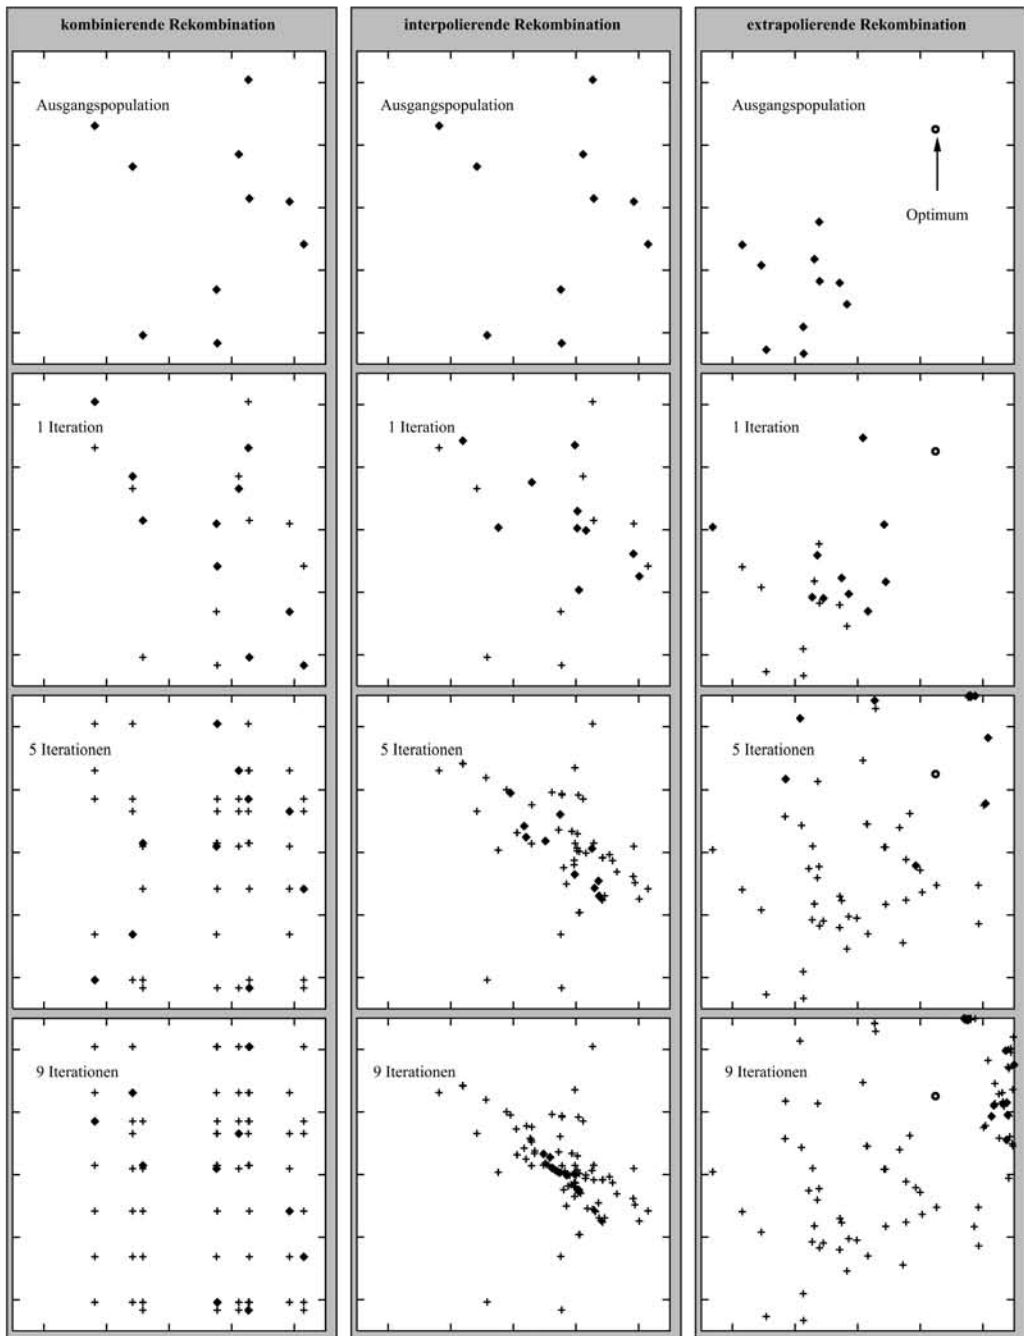 kombinierende Rekombination
interpolierende Rekombination
extrapolierende Rekombination
Ausgangspopulation
Ausgangspopulation
Ausgangspopulation
Optimum
1 Iteration
1 Iteration
1 Iteration
5 Iterationen
5 Iterationen
5 Iterationen
9 Iterationen
9 Iterationen
9 Iterationen